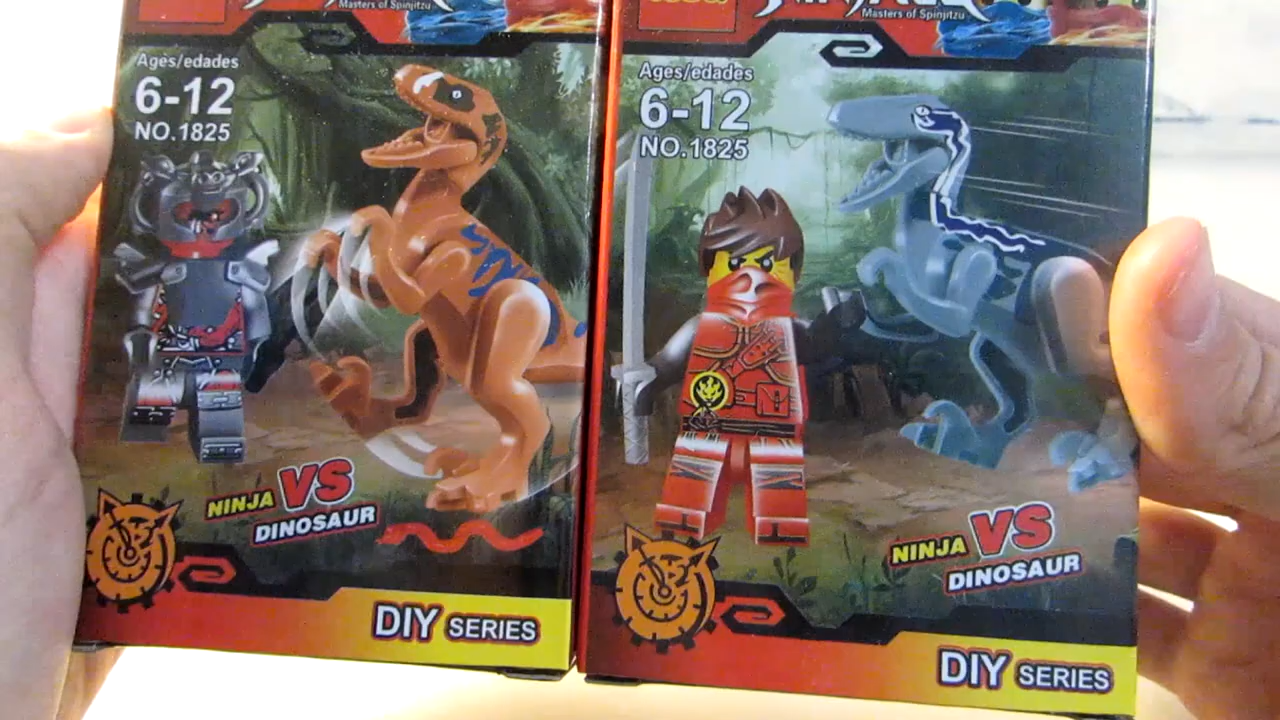 Masters of Spinjitzu
Ages/edades
6-12
NO.1825
NINJA VS
DINOSAUR
DIY SERIES
Masters of Spinjitzu
Ages/edades
6-12
NO.1825
NINJA VS
DINOSAUR
DIY SERIES